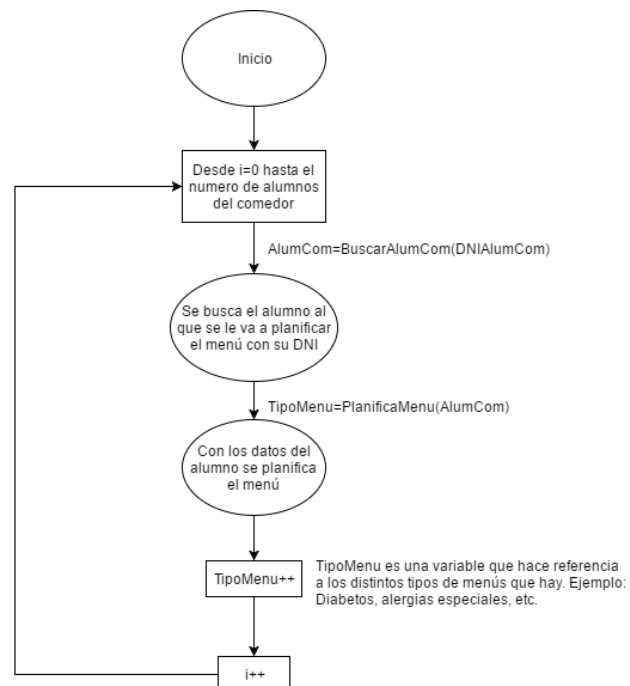 Inicio
Desde i=0 hasta el
numero de alumnos
del comedor
AlumCom=BuscarAlumCom(DNIAlumCom)
Se busca el alumno al
que se le va a planificar
el menú con su DNI
TipoMenu=PlanificaMenu(AlumCom)
Con los datos del
alumno se planifica
el menú
TipoMenu++
TipoMenu es una variable que hace referencia
a los distintos tipos de menús que hay. Ejemplo:
Diabetos, alergias especiales, etc.
i++